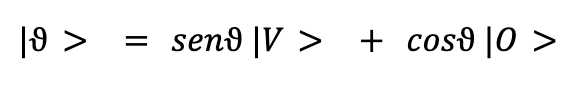 |ϑ > = senϑ |V > + cosϑ |O >